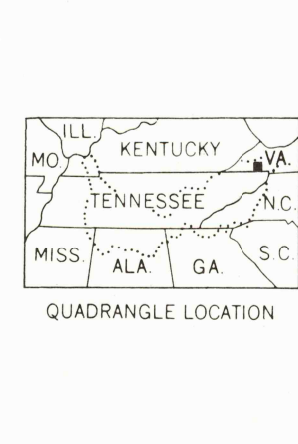 ILL.
KENTUCKY
MO.
VA.
TENNESSEE
N.C.
MISS.
ALA.
GA.
S.C.
QUADRANGLE LOCATION